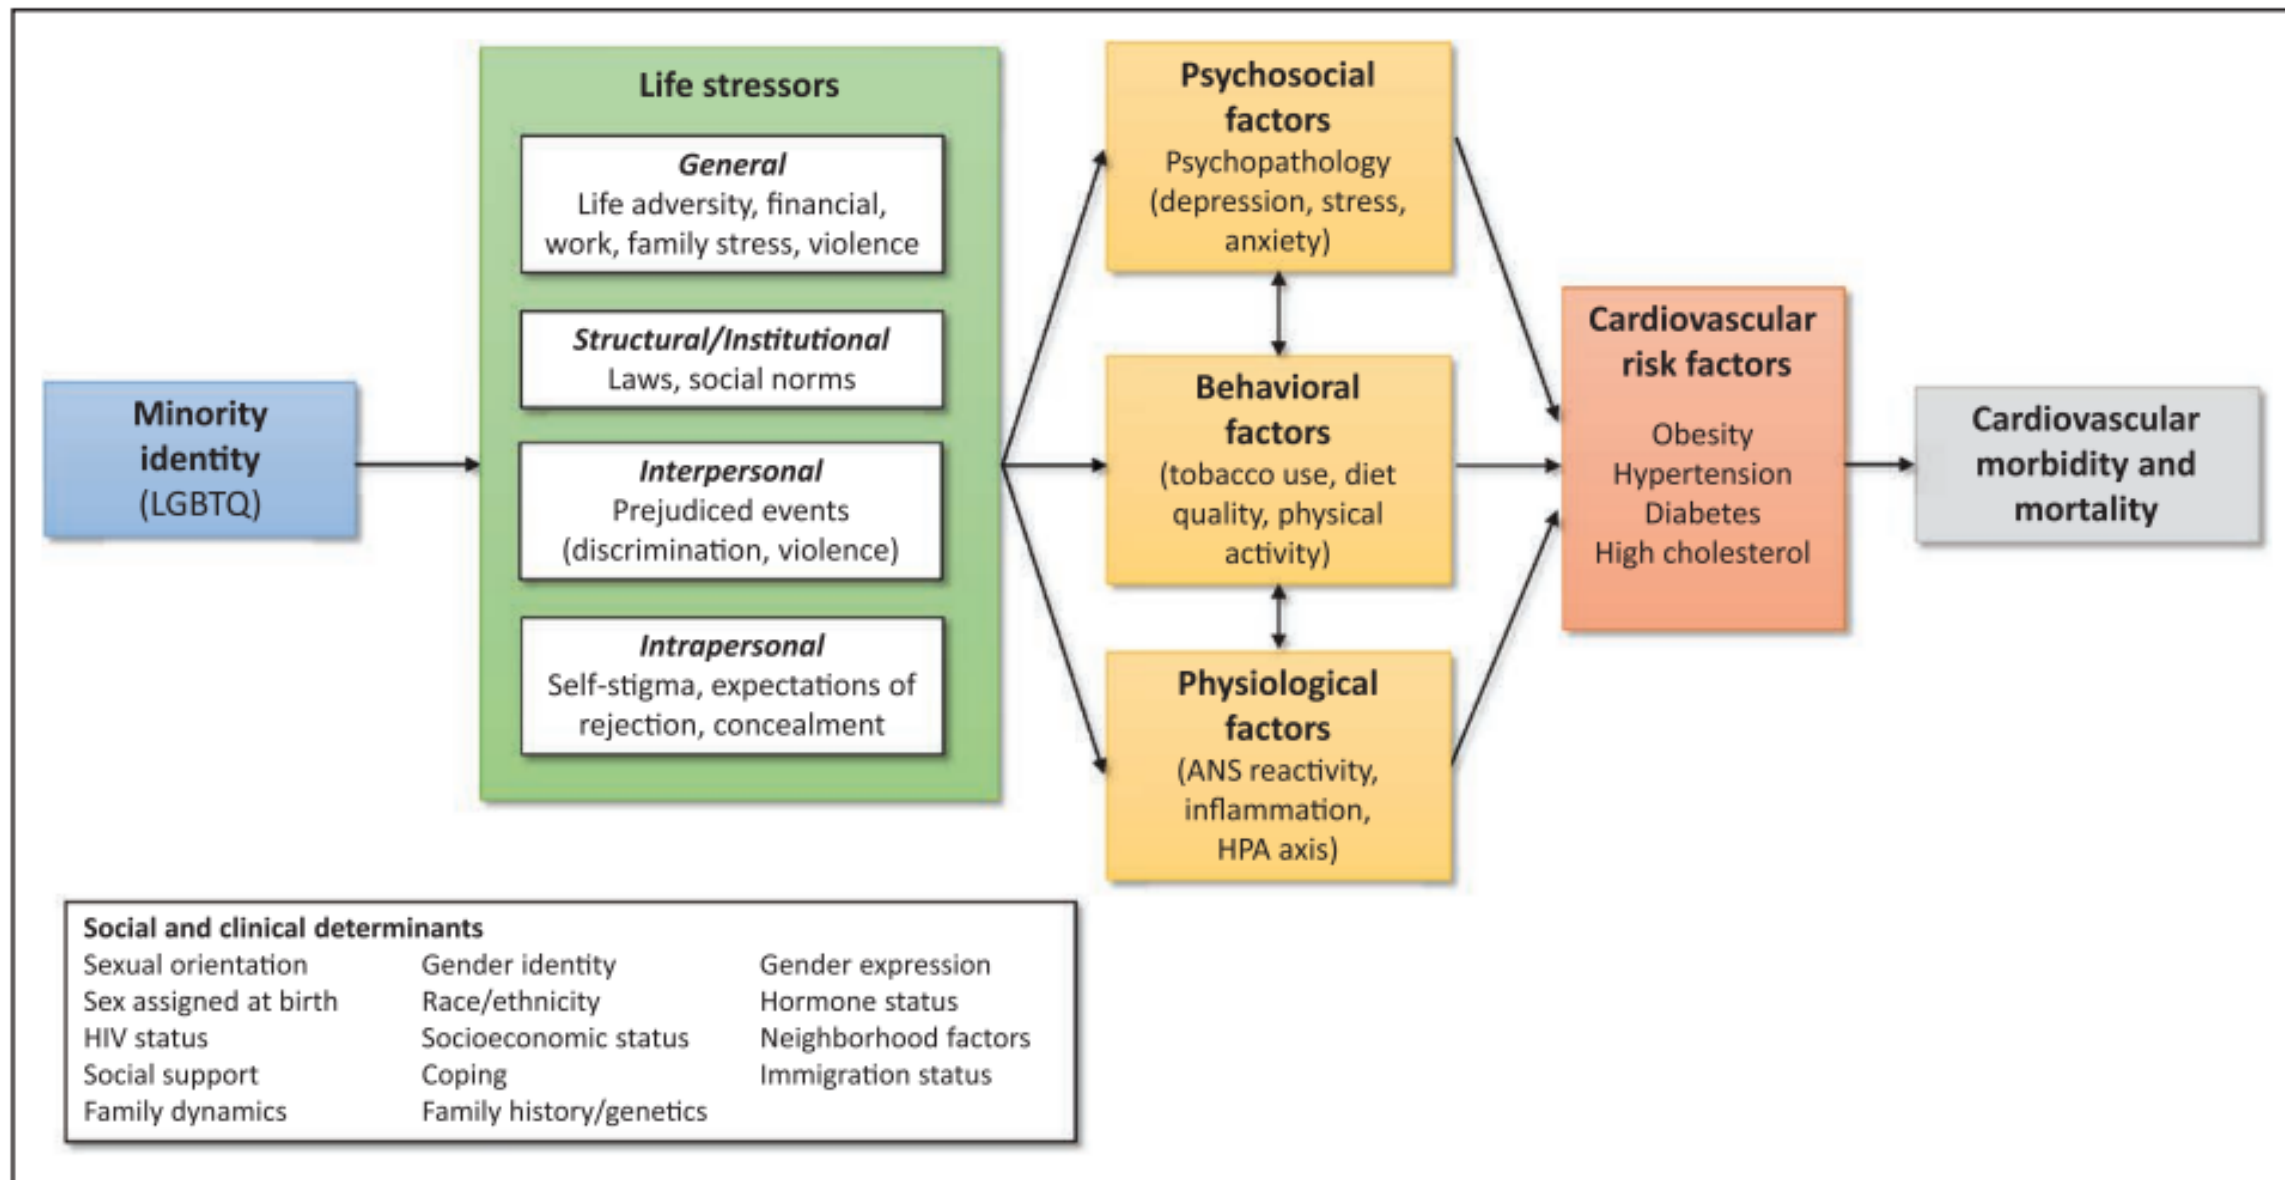 Minority
identity
(LGBTQ)
Life stressors
General
Life adversity, financial,
work, family stress, violence
Structural/Institutional
Laws, social norms
Interpersonal
Prejudiced events
(discrimination, violence)
Intrapersonal
Self-stigma, expectations of
rejection, concealment
Psychosocial
factors
Psychopathology
(depression, stress,
anxiety)
Behavioral
factors
(tobacco use, diet
quality, physical
activity)
Physiological
factors
(ANS reactivity,
inflammation,
HPA axis)
Cardiovascular
risk factors
Obesity
Hypertension
Diabetes
High cholesterol
Cardiovascular
morbidity and
mortality
Social and clinical determinants
Sexual orientation Gender identity Gender expression
Sex assigned at birth Race/ethnicity Hormone status
HIV status Socioeconomic status Neighborhood factors
Social support Coping Immigration status
Family dynamics Family history/genetics